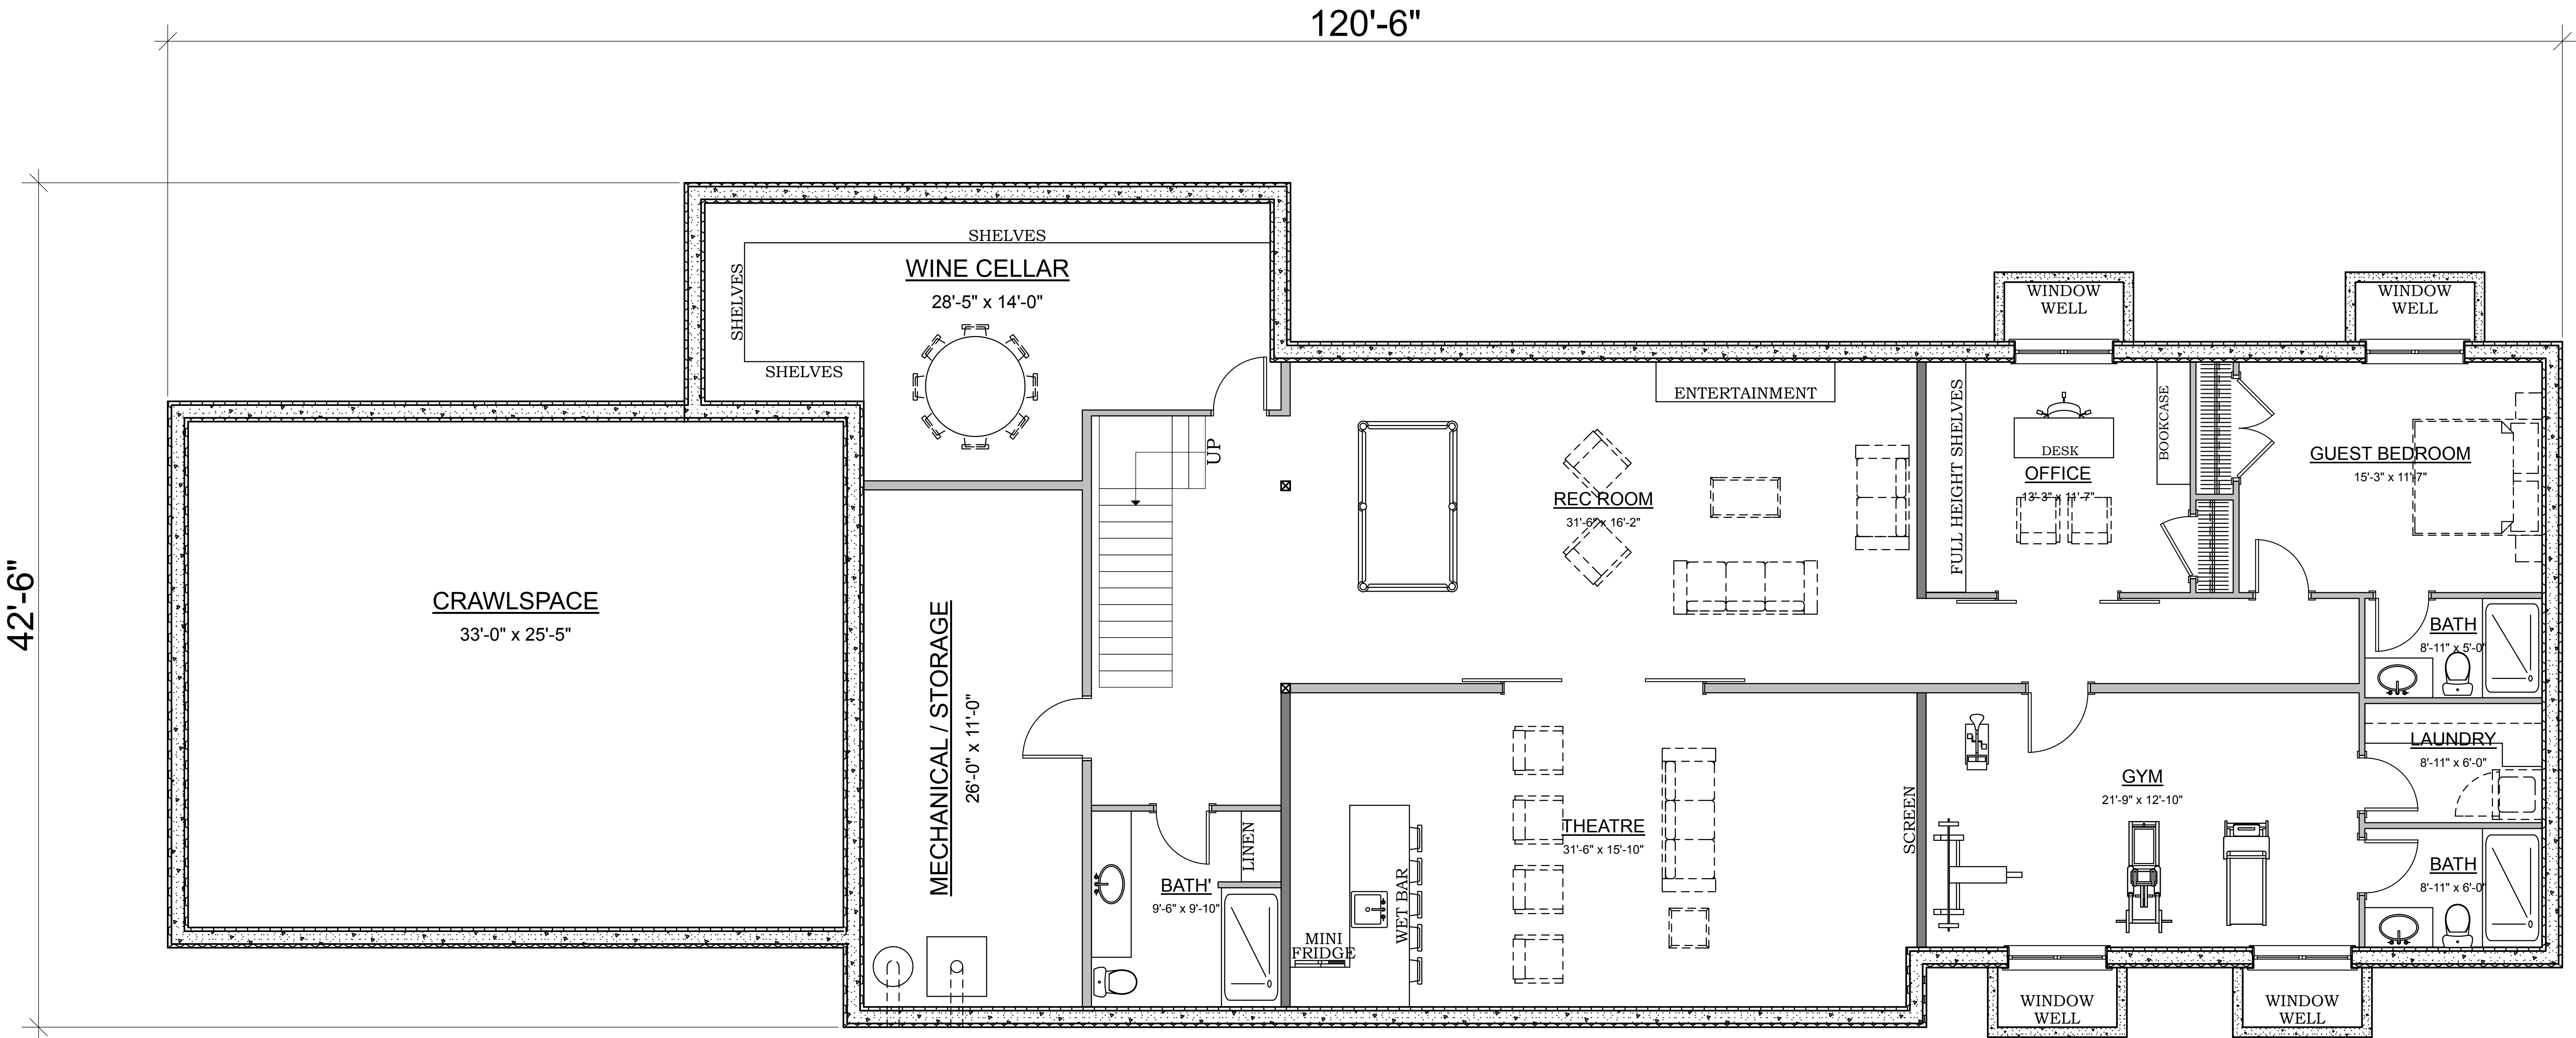 120'-6"
42'-6"
SHELVES
SHELVES
WINE CELLAR
28'-5" x 14'-0"
SHELVES
WINDOW
WELL
WINDOW
WELL
ENTERTAINMENT
UP
REC ROOM
31'-6" x 16'-2"
FULL HEIGHT SHELVES
DESK
OFFICE
13'-3" x 11'-7"
BOOKCASE
GUEST BEDROOM
15'-3" x 11'-7"
CRAWLSPACE
33'-0" x 25'-5"
MECHANICAL / STORAGE
26'-0" x 11'-0"
BATH
8'-11" x 5'-0"
LAUNDRY
8'-11" x 6'-0"
GYM
21'-9" x 12'-10"
SCREEN
THEATRE
31'-6" x 15'-10"
LINEN
BATH'
9'-6" x 9'-10"
WET BAR
MINI
FRIDGE
BATH
8'-11" x 6'-0"
WINDOW
WELL
WINDOW
WELL